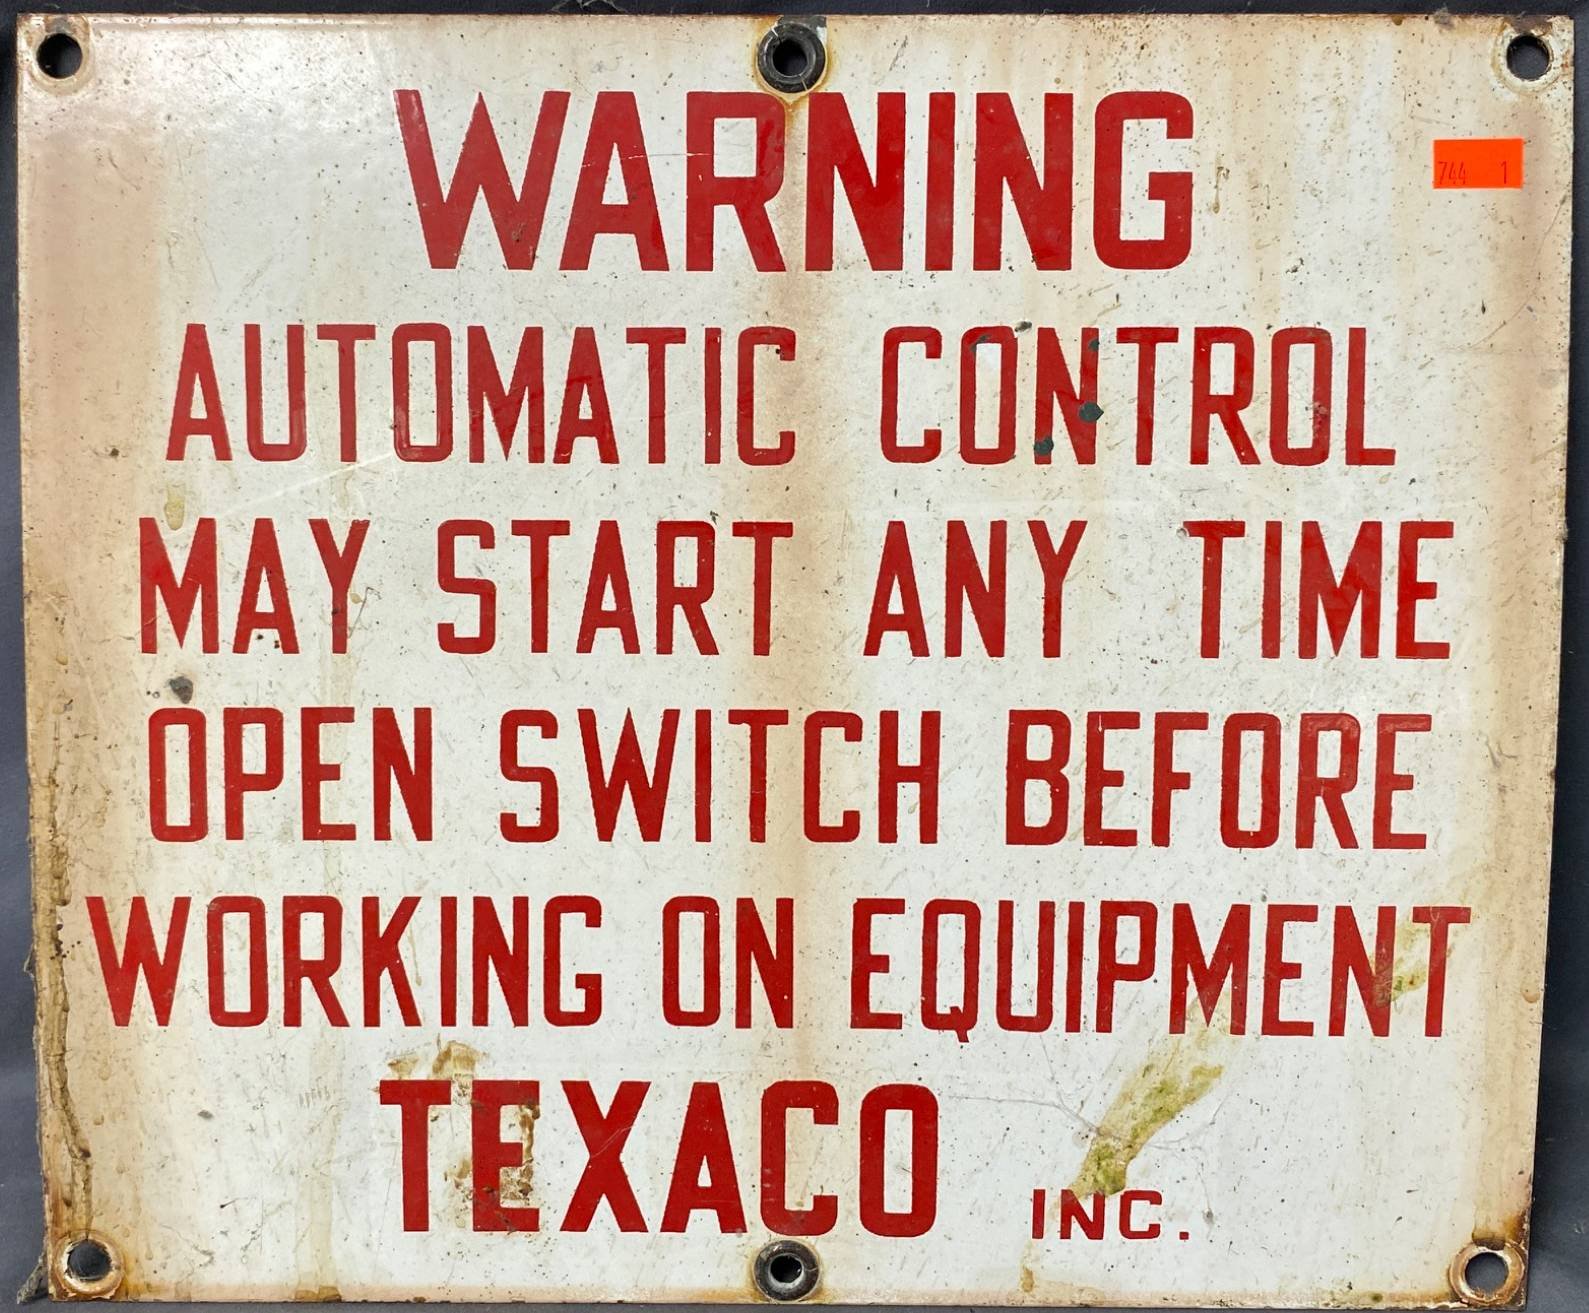 WARNING
744 1
AUTOMATIC CONTROL
MAY START ANY TIME
OPEN SWITCH BEFORE
WORKING ON EQUIPMENT
TEXACO INC.